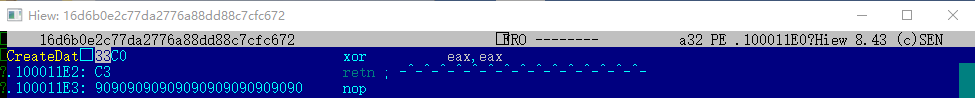 Hiew: 16d6b0e2c77da2776a88dd88c7cfc672
16d6b0e2c77da2776a88dd88c7cfc672 FRO -------- a32 PE .100011E0?Hiew 8.43 (c)SEN
CreateDat 33C0 xor eax,eax
?.100011E2: C3 retn ; -^-^-^-^-^-^-^-^-^-^-^-^-^-^-^-^-
?.100011E3: 90909090909090909090909090 nop